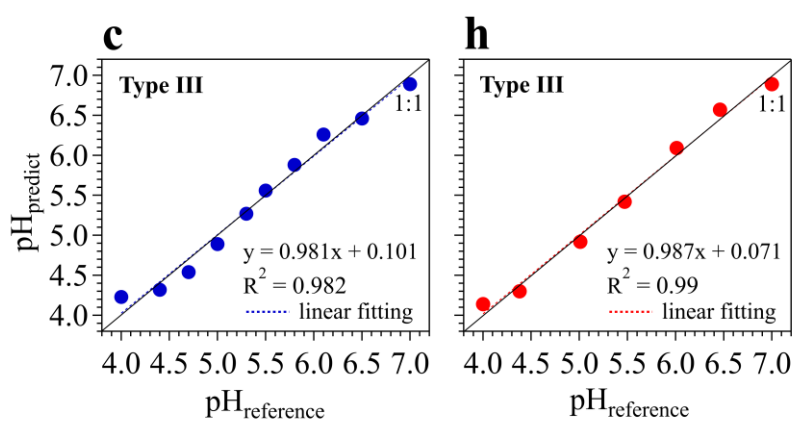 c
Type III
7.0
6.5
6.0
5.5
5.0
4.5
4.0
pH_predict
1:1
y = 0.981x + 0.101
R² = 0.982
linear fitting
4.0 4.5 5.0 5.5 6.0 6.5 7.0
pH_reference
h
Type III
1:1
y = 0.987x + 0.071
R² = 0.99
linear fitting
4.0 4.5 5.0 5.5 6.0 6.5 7.0
pH_reference